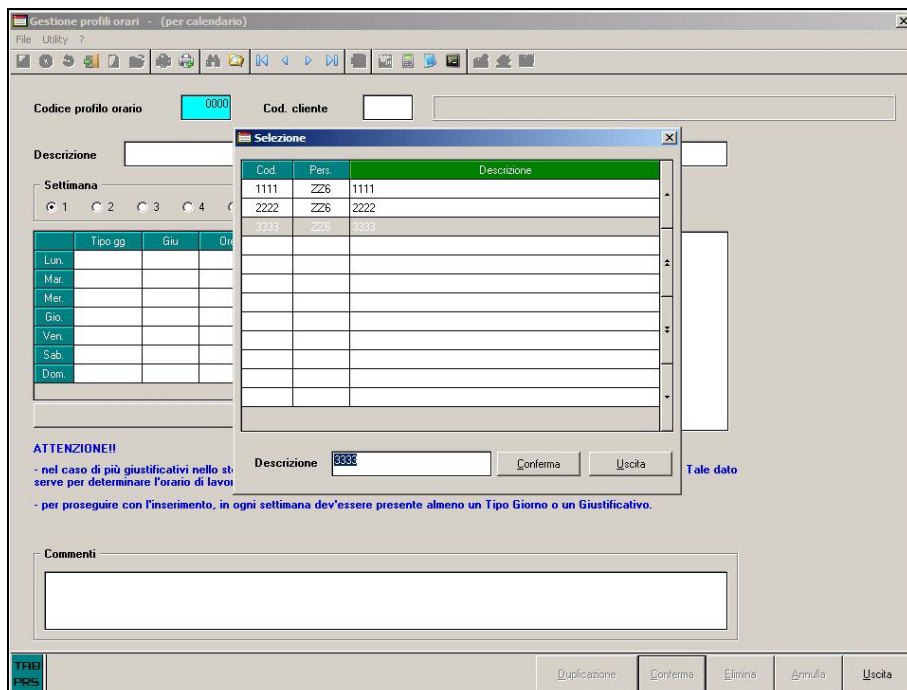 Gestione profili orari - (per calendario)
File Utility ?
Codice profilo orario 0000 Cod. cliente
Selezione
Descrizione
Cod. Pers. Descrizione
1111 ZZ6 1111
2222 ZZ6 2222
3333 ZZ6 3333
Settimana
1 2 3 4
Tipo gg Giu Ore
Lun.
Mar.
Mer.
Gio.
Ven.
Sab.
Dom.
Descrizione 3333 Conferma Uscita
ATTENZIONE!!
- nel caso di più giustificativi nello ste Tale dato
serve per determinare l'orario di lavor
- per proseguire con l'inserimento, in ogni settimana dev'essere presente almeno un Tipo Giorno o un Giustificativo.
Commenti
TAB
PRS
Duplicazione Conferma Elimina Annulla Uscita